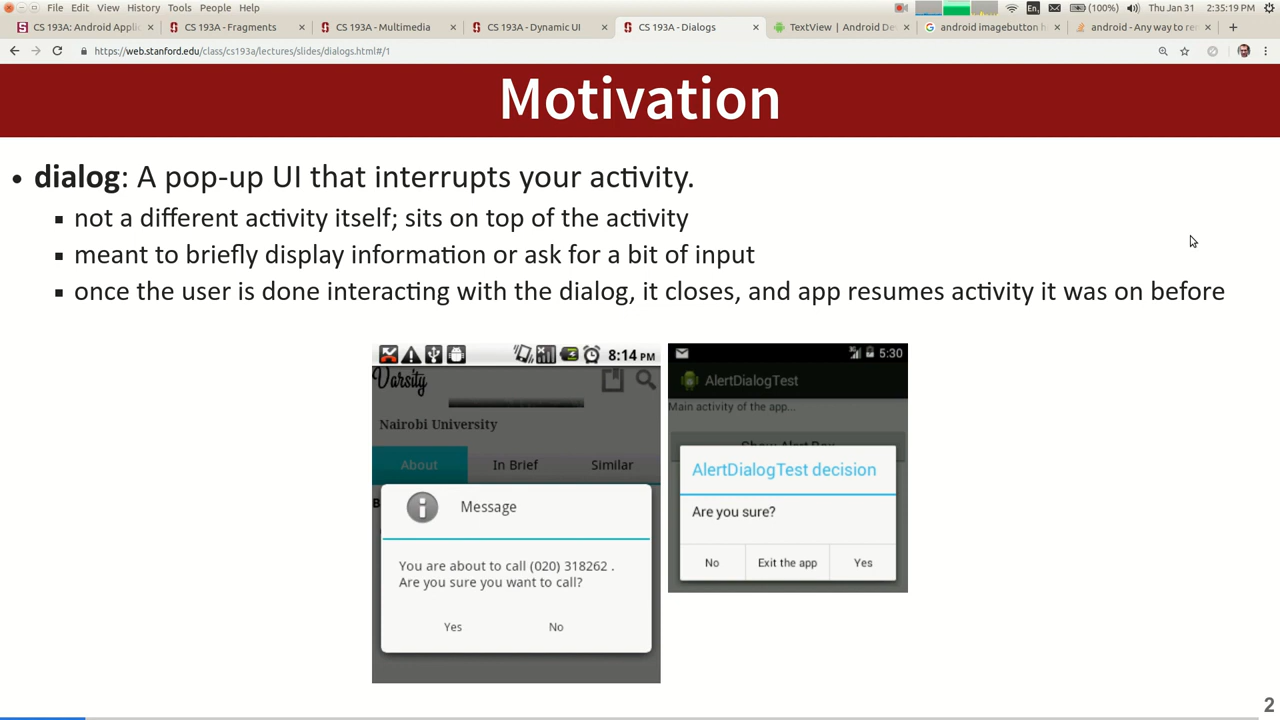 File Edit View History Tools People Help
En
(100%)
Thu Jan 31 2:35:19 PM
CS 193A: Android Appli
CS 193A - Fragments
CS 193A - Multimedia
CS 193A - Dynamic UI
CS 193A - Dialogs
TextView | Android De
android imagebutton h
android - Any way to re
https://web.stanford.edu/class/cs193a/lectures/slides/dialogs.html#/1
Motivation
• dialog: A pop-up UI that interrupts your activity.
▪ not a different activity itself; sits on top of the activity
▪ meant to briefly display information or ask for a bit of input
▪ once the user is done interacting with the dialog, it closes, and app resumes activity it was on before
8:14 PM
Varsity
Nairobi University
About In Brief Similar
Message
You are about to call (020) 318262 .
Are you sure you want to call?
Yes No
5:30
AlertDialogTest
Main activity of the app...
Show Alert Box
AlertDialogTest decision
Are you sure?
No Exit the app Yes
2